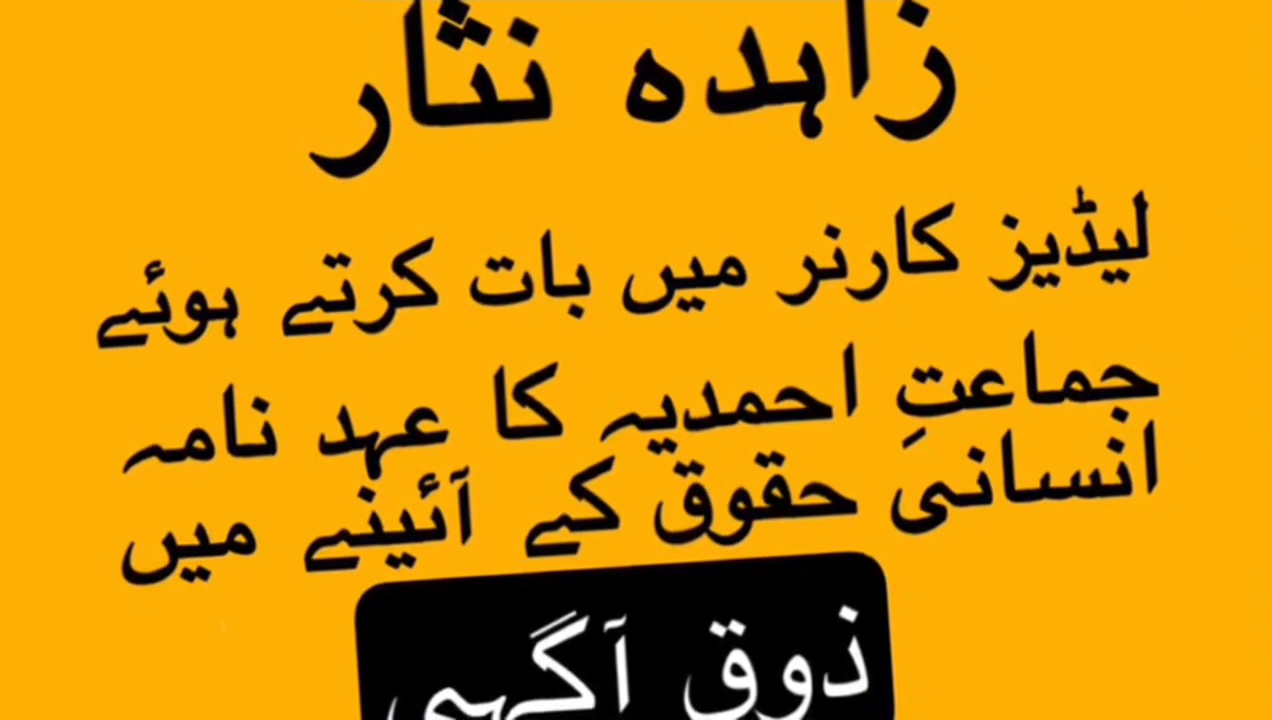 زاہدہ نثار
لیڈیز کارنر میں بات کرتے ہوئے
جماعتِ احمدیہ کا عہد نامہ
انسانی حقوق کے آئینے میں
ذوق آگہی